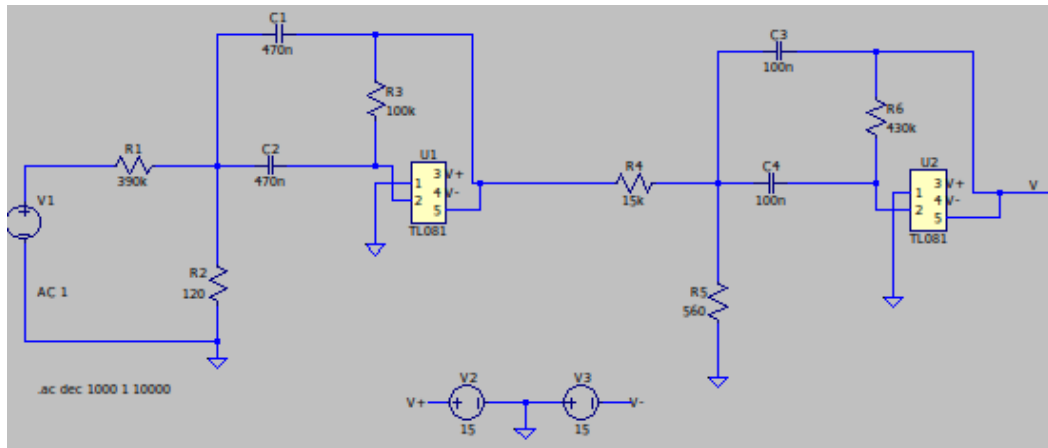 C1
470n
R3
100k
R1
390k
C2
470n
U1
1
2
3
4
5
V+
V-
TL081
V1
AC 1
R2
120
.ac dec 1000 1 10000
C3
100n
R6
430k
R4
15k
C4
100n
U2
1
2
3
4
5
V+
V-
TL081
V
R5
560
V+
V2
15
V3
15
V-